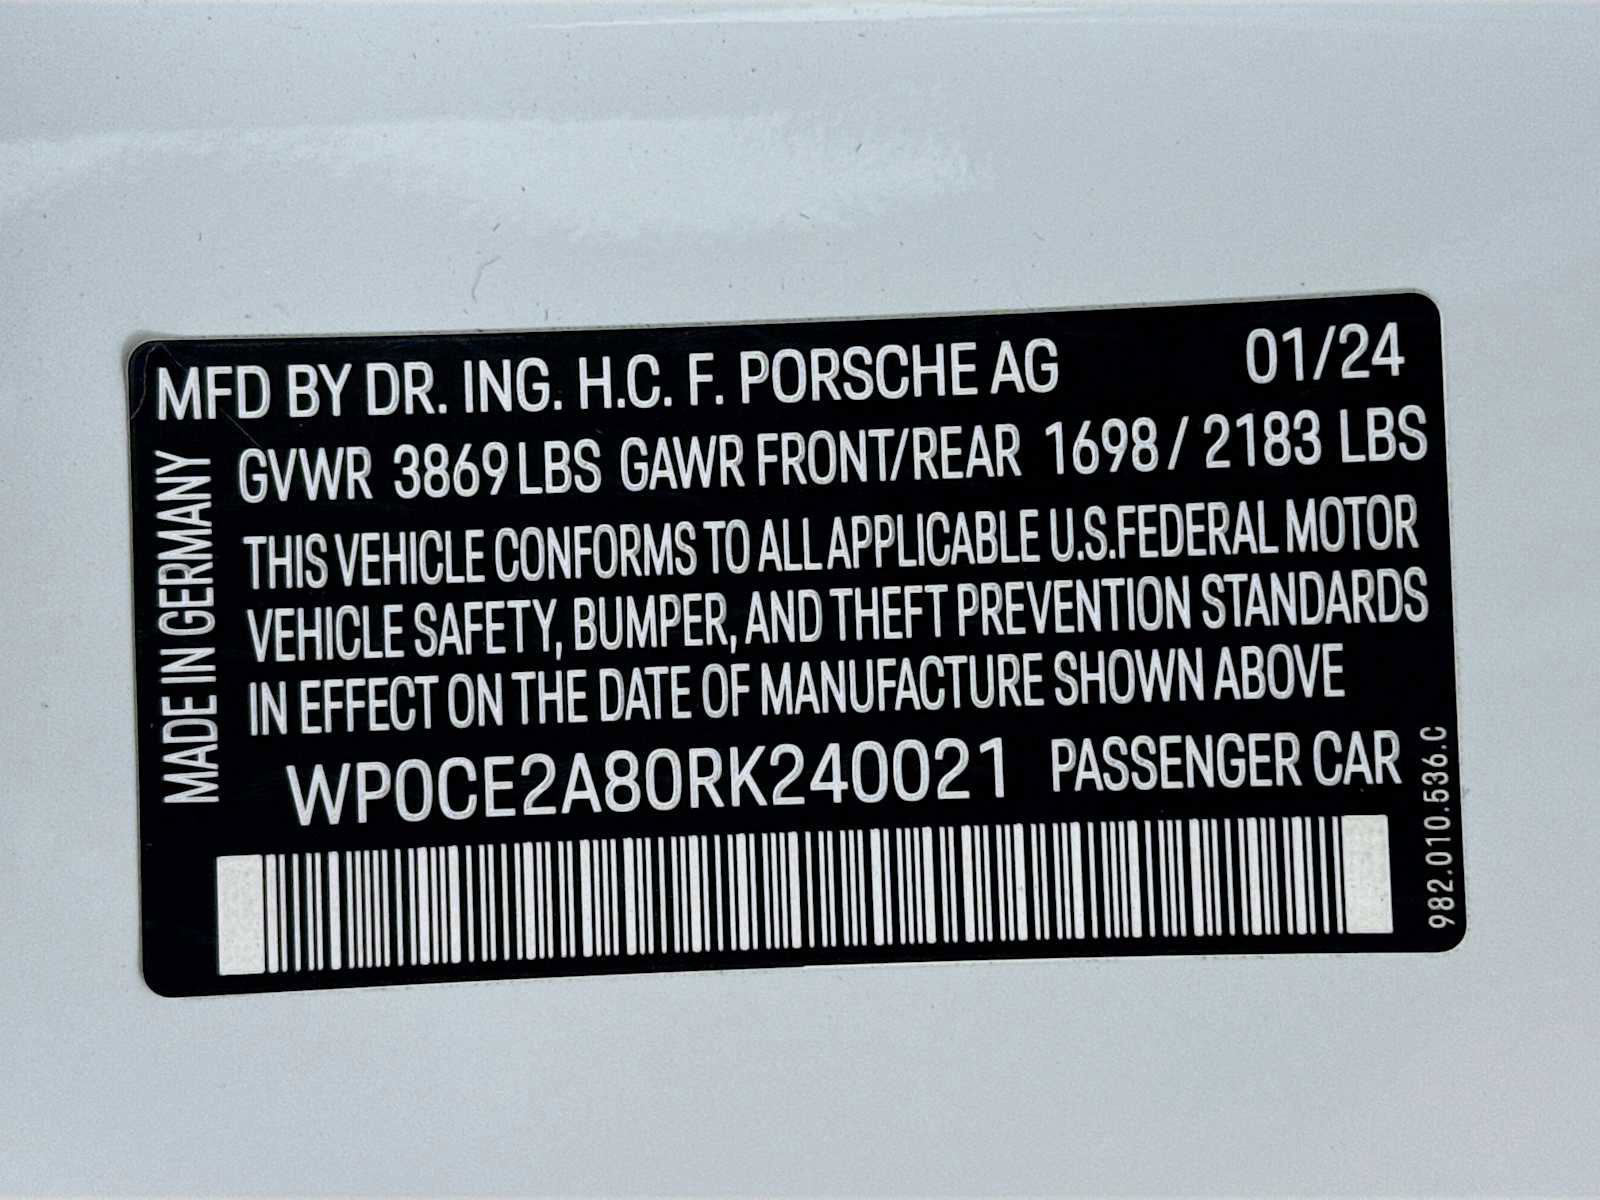 MFD BY DR. ING. H.C. F. PORSCHE AG 01/24
GVWR 3869 LBS GAWR FRONT/REAR 1698 / 2183 LBS
THIS VEHICLE CONFORMS TO ALL APPLICABLE U.S.FEDERAL MOTOR
VEHICLE SAFETY, BUMPER, AND THEFT PREVENTION STANDARDS
IN EFFECT ON THE DATE OF MANUFACTURE SHOWN ABOVE
WP0CE2A80RK240021 PASSENGER CAR
MADE IN GERMANY
982.010.536.C